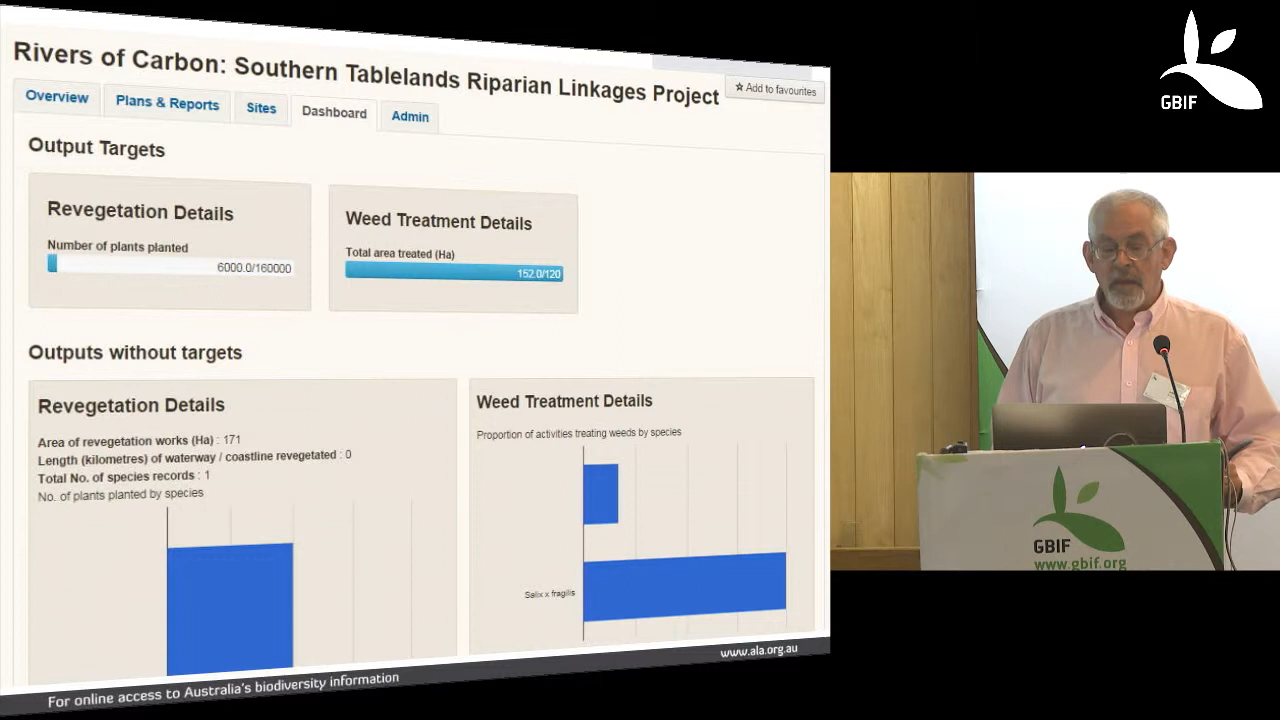 Rivers of Carbon: Southern Tablelands Riparian Linkages Project
☆ Add to favourites
Overview
Plans & Reports
Sites
Dashboard
Admin
Output Targets
Revegetation Details
Number of plants planted
6000.0/160000
Weed Treatment Details
Total area treated (Ha)
152.0/120
Outputs without targets
Revegetation Details
Area of revegetation works (Ha) : 171
Length (kilometres) of waterway / coastline revegetated : 0
Total No. of species records : 1
No. of plants planted by species
Weed Treatment Details
Proportion of activities treating weeds by species
Salix x fragilis
For online access to Australia's biodiversity information
www.ala.org.au
GBIF
GBIF
www.gbif.org